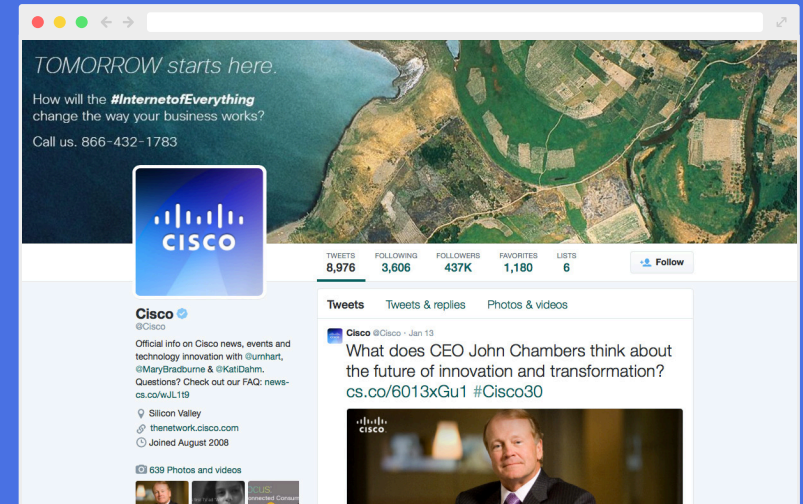 TOMORROW starts here.
How will the #InternetofEverything
change the way your business works?
Call us. 866-432-1783
CISCO
TWEETS
8,976
FOLLOWING
3,606
FOLLOWERS
437K
FAVORITES
1,180
LISTS
6
Follow
Cisco
@Cisco
Official info on Cisco news, events and
technology innovation with @urnhart,
@MaryBradburne & @KatiDahm.
Questions? Check out our FAQ: news-
cs.co/wJL1t9
Silicon Valley
thenetwork.cisco.com
Joined August 2008
639 Photos and videos
Tweets Tweets & replies Photos & videos
Cisco @Cisco · Jan 13
What does CEO John Chambers think about
the future of innovation and transformation?
cs.co/6013xGu1 #Cisco30
CISCO